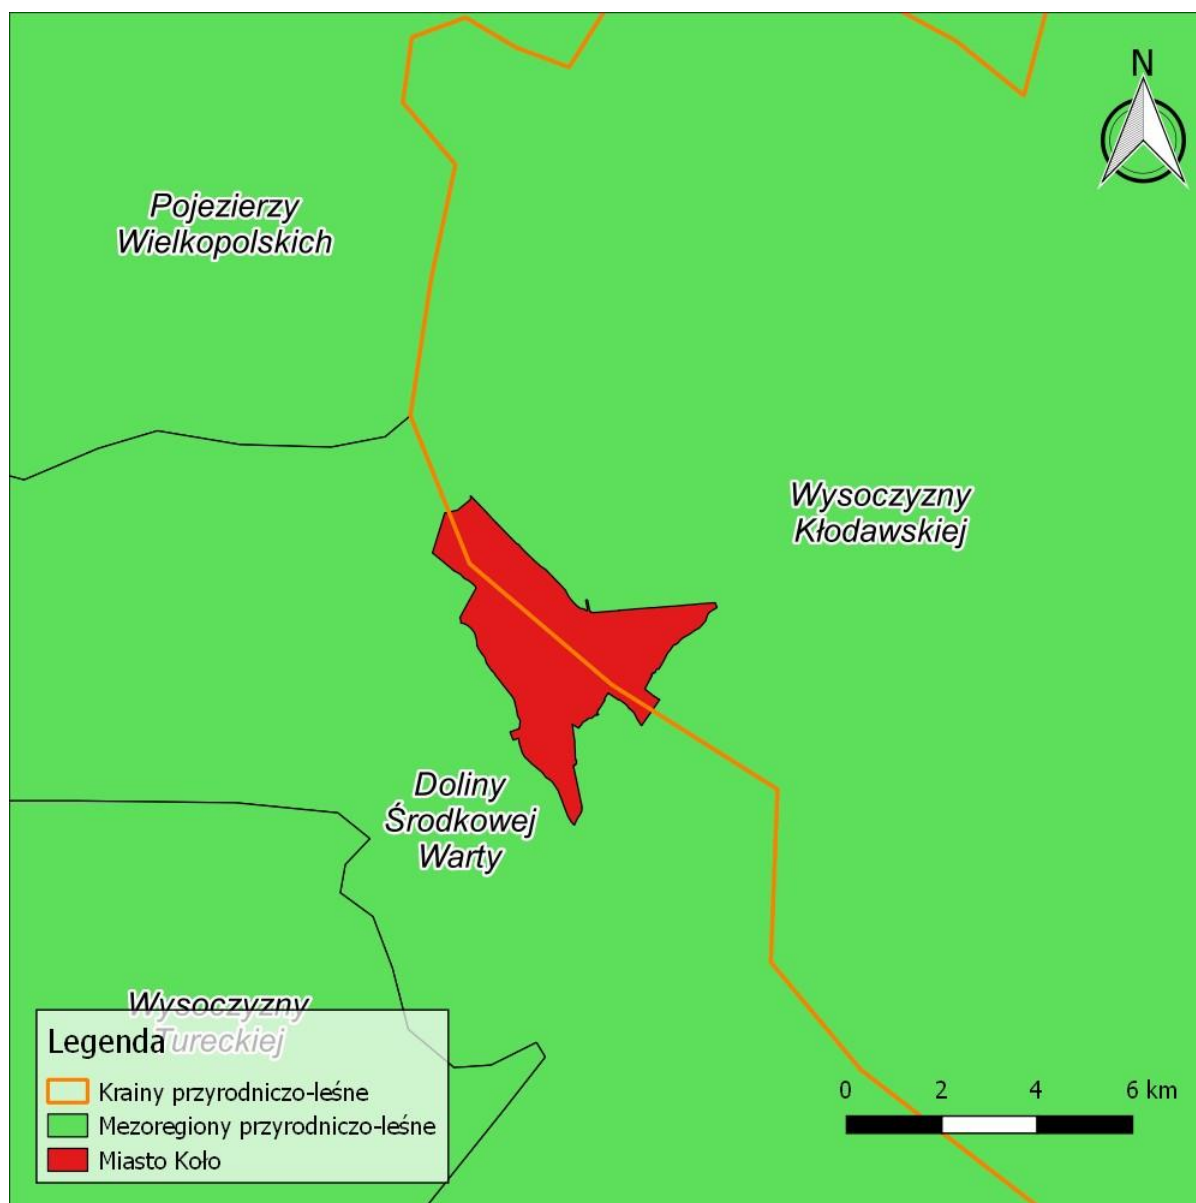 N
Pojezierzy
Wielkopolskich
Wysoczyzny
Kłodawskiej
Doliny
Środkowej
Warty
Wysoczyzny
Tureckiej
Legenda
Krainy przyrodniczo-leśne
Mezoregiony przyrodniczo-leśne
Miasto Koło
0 2 4 6 km